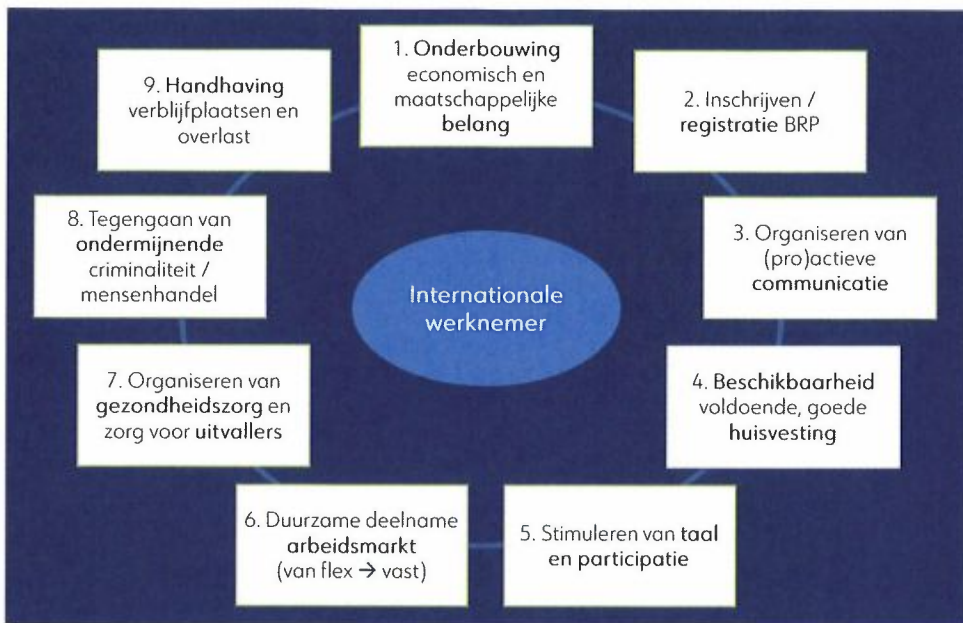 1. Onderbouwing
economisch en
maatschappelijke
belang
2. Inschrijven /
registratie BRP
3. Organiseren van
(pro)actieve
communicatie
4. Beschikbaarheid
voldoende, goede
huisvesting
5. Stimuleren van taal
en participatie
6. Duurzame deelname
arbeidsmarkt
(van flex → vast)
7. Organiseren van
gezondheidszorg en
zorg voor uitvallers
8. Tegengaan van
ondermijnende
criminaliteit /
mensenhandel
9. Handhaving
verblijfplaatsen en
overlast
Internationale
werknemer